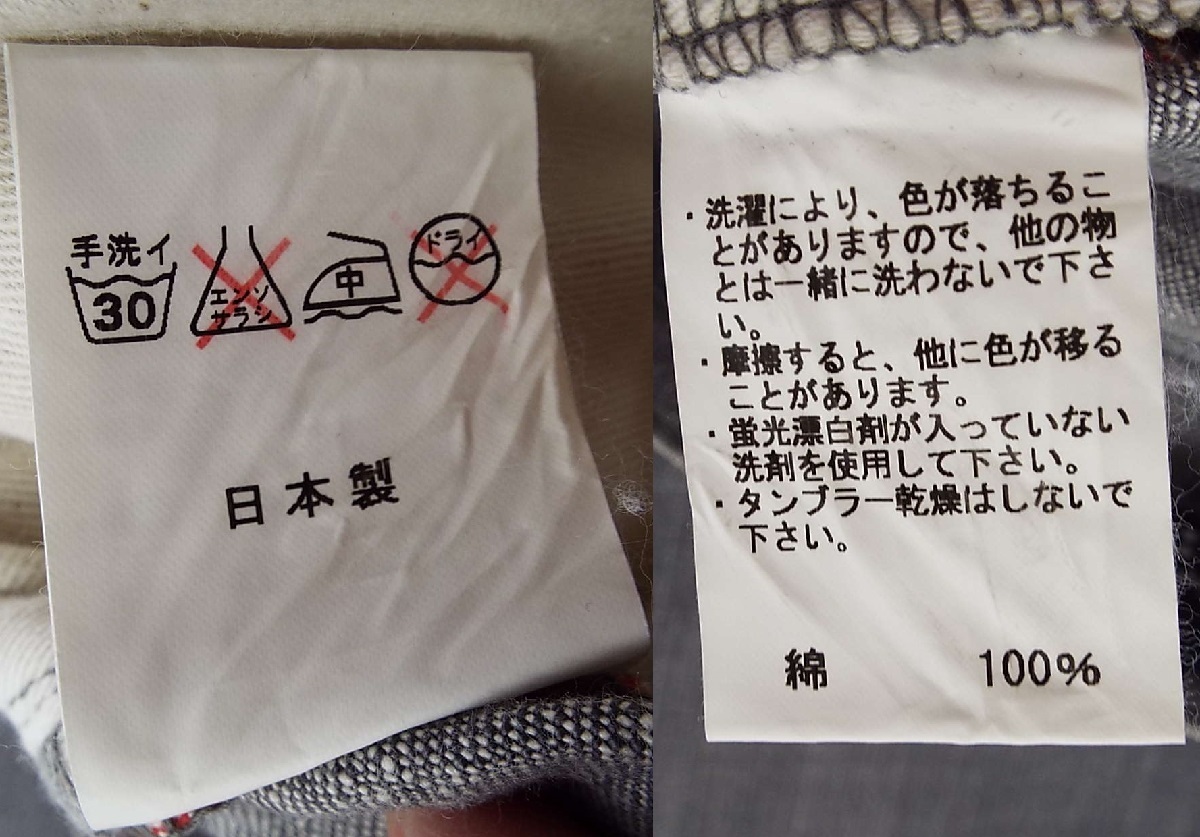 手洗イ
30
エンソ
サラシ
中
ドライ
日本製
・洗濯により、色が落ちるこ
とがありますので、他の物
とは一緒に洗わないで下さ
い。
・摩擦すると、他に色が移る
ことがあります。
・蛍光漂白剤が入っていない
洗剤を使用して下さい。
・タンブラー乾燥はしないで
下さい。
綿 100%